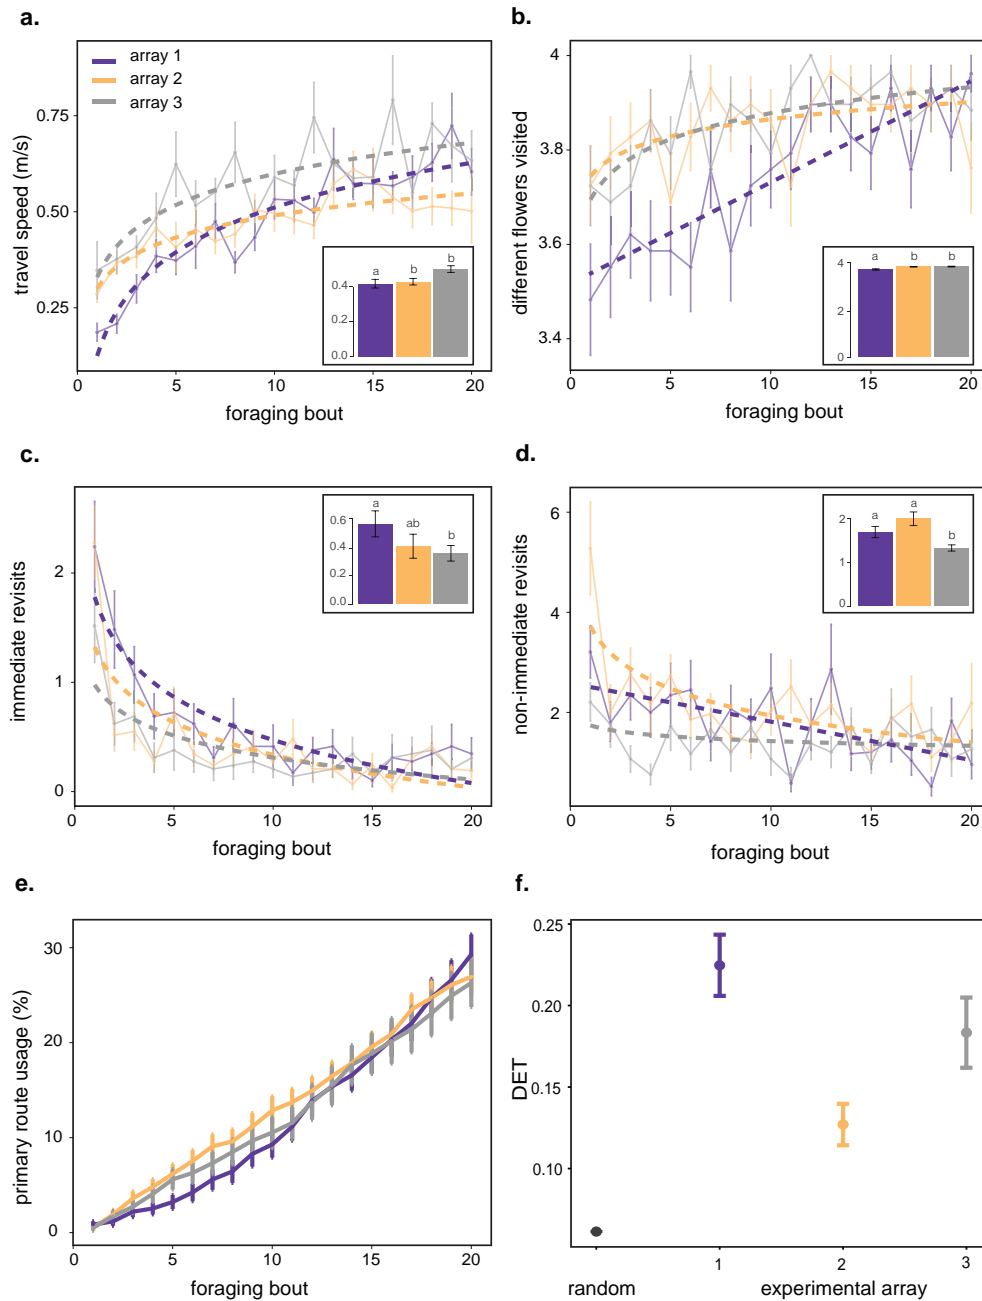 a.
array 1
array 2
array 3
travel speed (m/s)
0.75
0.50
0.25
0 5 10 15 20
foraging bout
a b b
0.4
0.2
0.0
b.
different flowers visited
4
3.8
3.6
3.4
0 5 10 15 20
foraging bout
a b b
4
2
0
c.
immediate revisits
2
1
0
0 5 10 15 20
foraging bout
a ab b
0.6
0.4
0.2
0.0
d.
non-immediate revisits
6
4
2
0 5 10 15 20
foraging bout
a a b
2
1
0
e.
primary route usage (%)
30
20
10
0
0 5 10 15 20
foraging bout
f.
DET
0.25
0.20
0.15
0.10
1 2 3
random experimental array